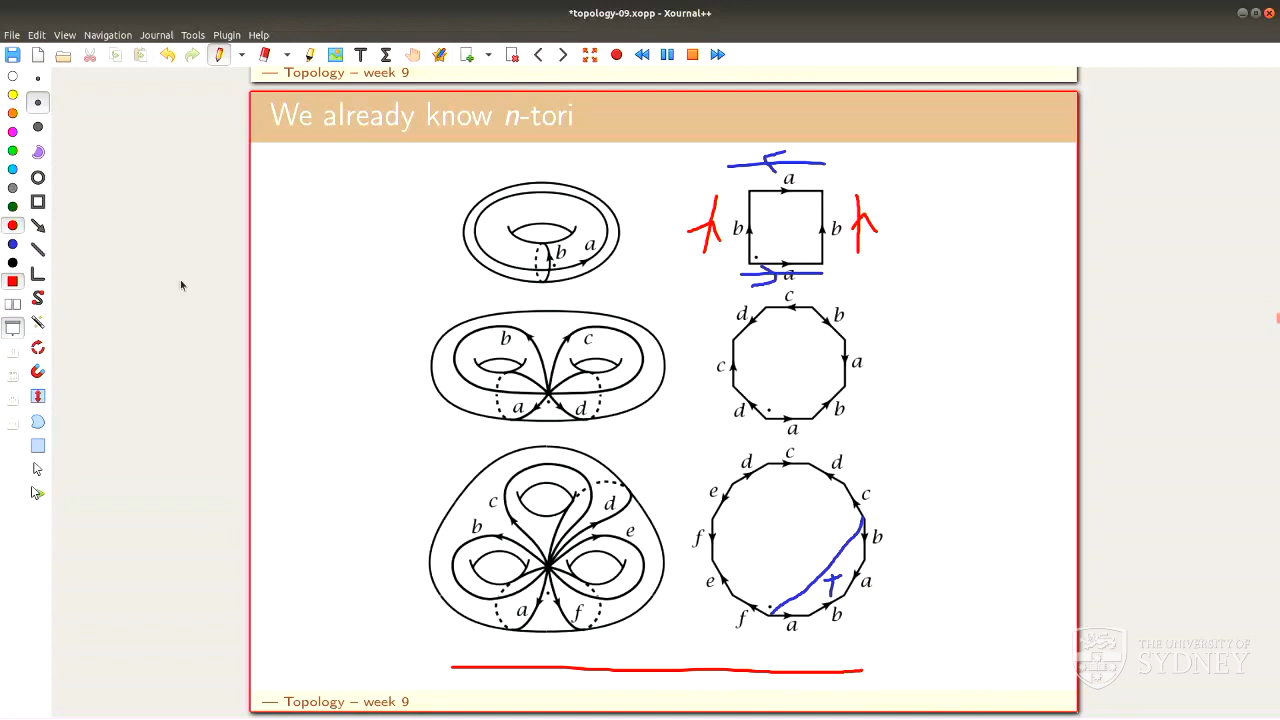 *topology-09.xopp - Xournal++
File Edit View Navigation Journal Tools Plugin Help
— Topology – week 9
We already know n-tori
a
b a
b b
a
c
b c
d b
c a
a d
d b
a
c
d d
c d
e c
b e
f b
e a
a f
f b
a
T
THE UNIVERSITY OF
SYDNEY
— Topology – week 9